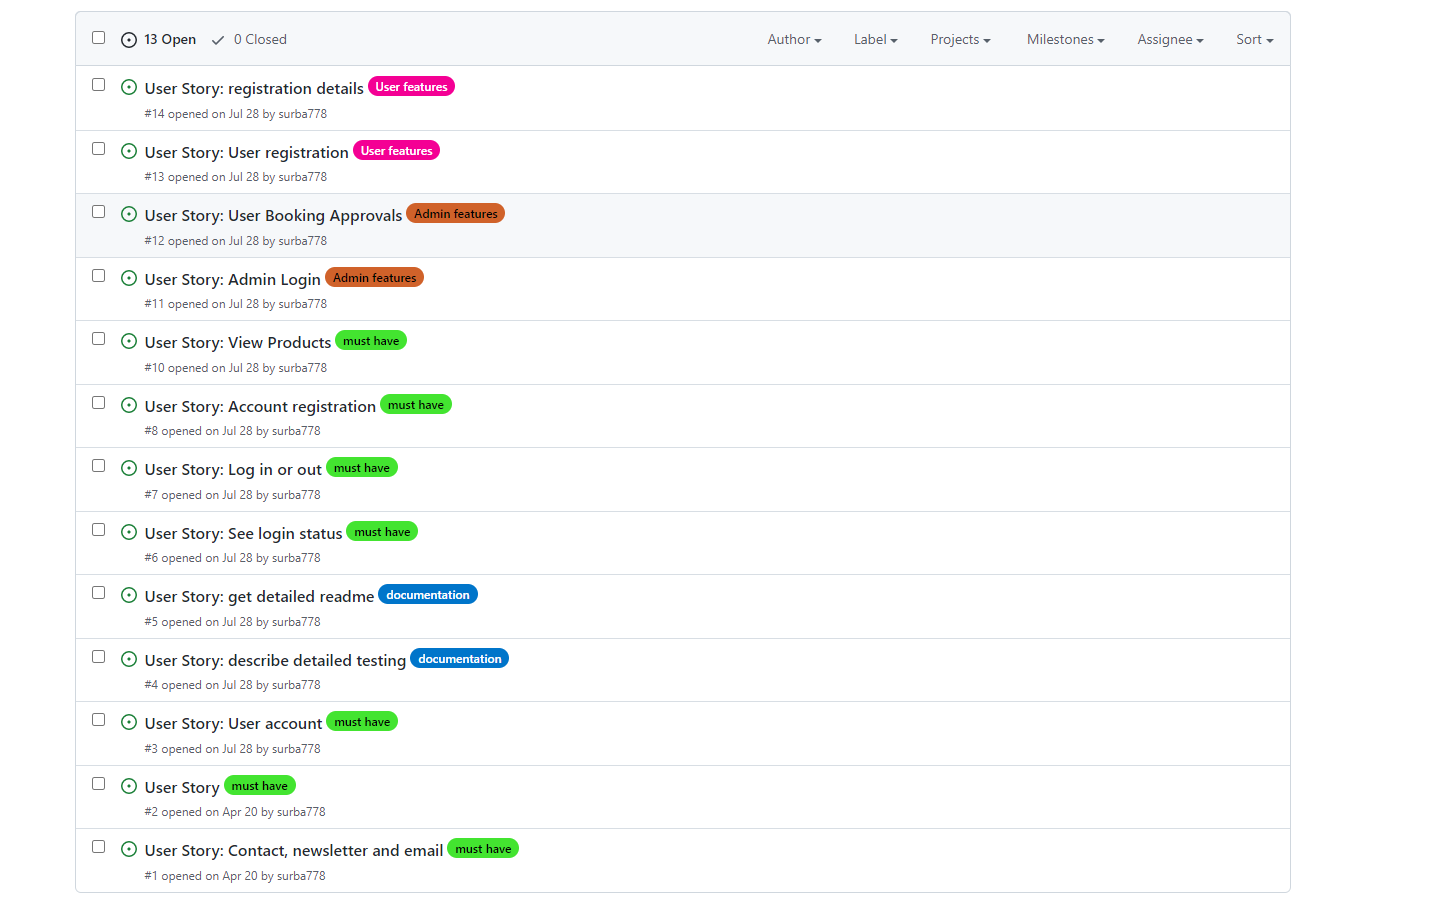 13 Open 0 Closed Author Label Projects Milestones Assignee Sort
User Story: registration details User features
#14 opened on Jul 28 by surba778
User Story: User registration User features
#13 opened on Jul 28 by surba778
User Story: User Booking Approvals Admin features
#12 opened on Jul 28 by surba778
User Story: Admin Login Admin features
#11 opened on Jul 28 by surba778
User Story: View Products must have
#10 opened on Jul 28 by surba778
User Story: Account registration must have
#8 opened on Jul 28 by surba778
User Story: Log in or out must have
#7 opened on Jul 28 by surba778
User Story: See login status must have
#6 opened on Jul 28 by surba778
User Story: get detailed readme documentation
#5 opened on Jul 28 by surba778
User Story: describe detailed testing documentation
#4 opened on Jul 28 by surba778
User Story: User account must have
#3 opened on Jul 28 by surba778
User Story must have
#2 opened on Apr 20 by surba778
User Story: Contact, newsletter and email must have
#1 opened on Apr 20 by surba778